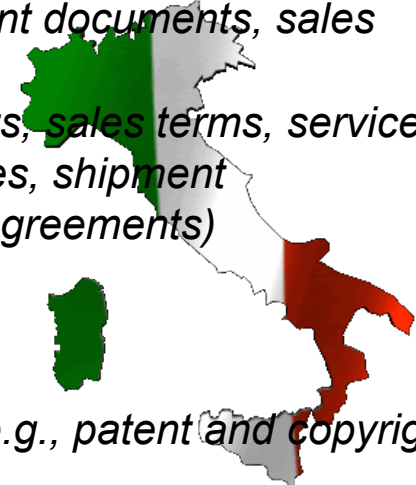 nt documents, sales
s, sales terms, service
es, shipment
greements)
e.g., patent and copyrig